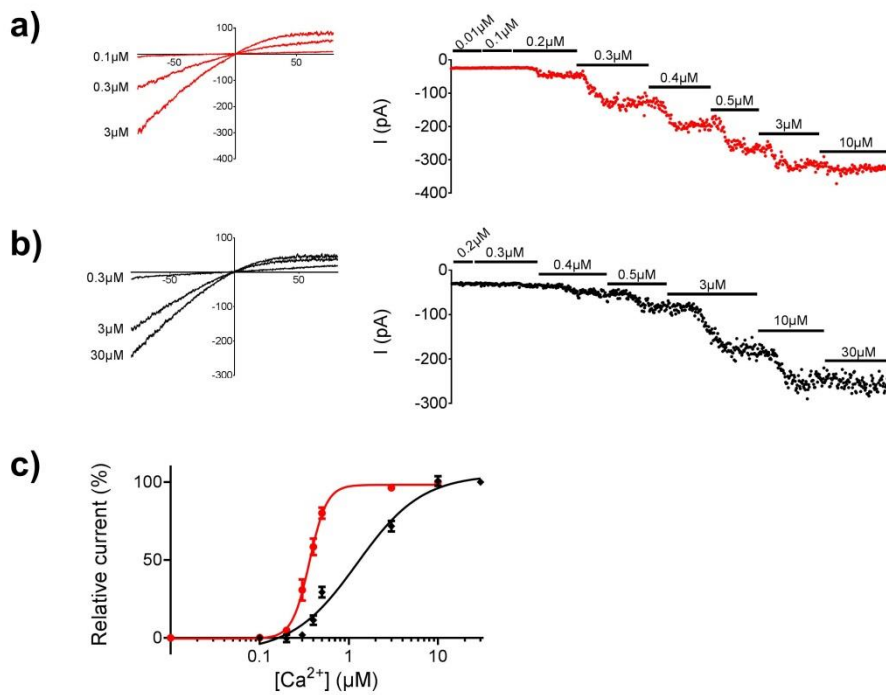 a)
100
-50
50
0.1µM
0.3µM
3µM
-100
-200
-300
-400
0.01µM
0.1µM
0.2µM
0.3µM
0.4µM
0.5µM
3µM
10µM
0
-100
-200
-300
-400
I (pA)
b)
100
-50
50
0.3µM
3µM
30µM
-100
-200
-300
0.2µM
0.3µM
0.4µM
0.5µM
3µM
10µM
30µM
0
-100
-200
-300
I (pA)
c)
Relative current (%)
100
50
0
0.1
1
10
[Ca²⁺] (µM)